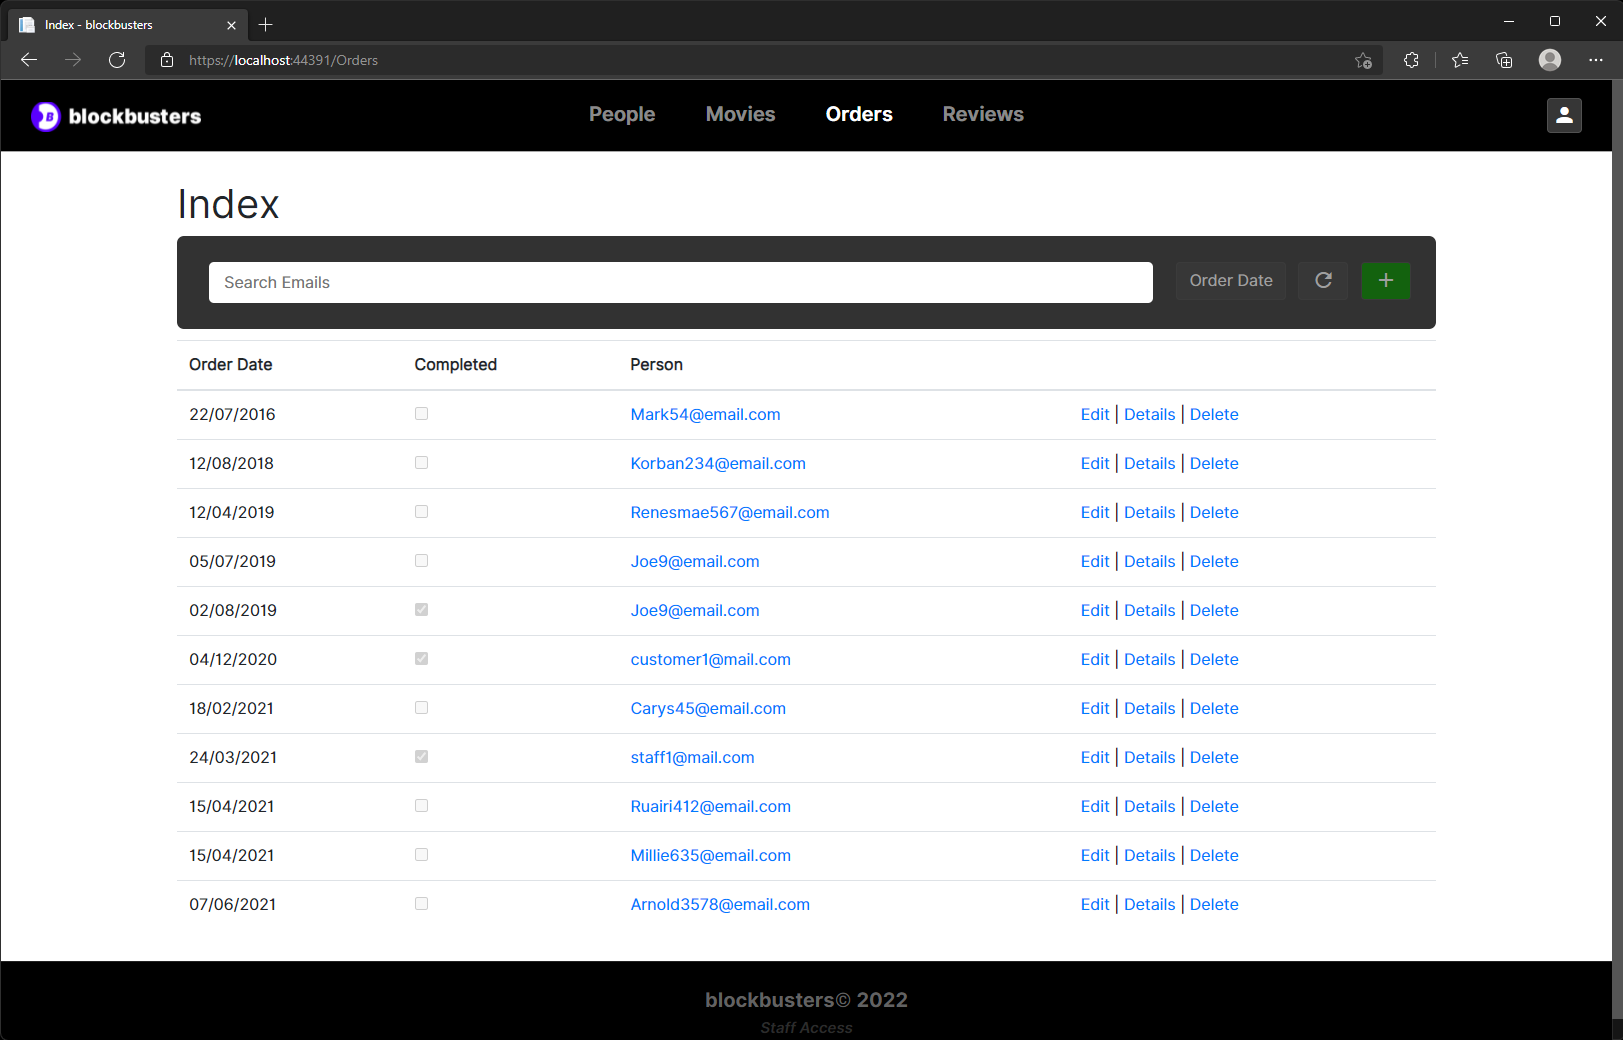 Index - blockbusters
https://localhost:44391/Orders
blockbusters People Movies Orders Reviews
Index
Search Emails Order Date
Order Date Completed Person
22/07/2016 Mark54@email.com Edit | Details | Delete
12/08/2018 Korban234@email.com Edit | Details | Delete
12/04/2019 Renesmae567@email.com Edit | Details | Delete
05/07/2019 Joe9@email.com Edit | Details | Delete
02/08/2019 Joe9@email.com Edit | Details | Delete
04/12/2020 customer1@mail.com Edit | Details | Delete
18/02/2021 Carys45@email.com Edit | Details | Delete
24/03/2021 staff1@mail.com Edit | Details | Delete
15/04/2021 Ruairi412@email.com Edit | Details | Delete
15/04/2021 Millie635@email.com Edit | Details | Delete
07/06/2021 Arnold3578@email.com Edit | Details | Delete
blockbusters© 2022
Staff Access